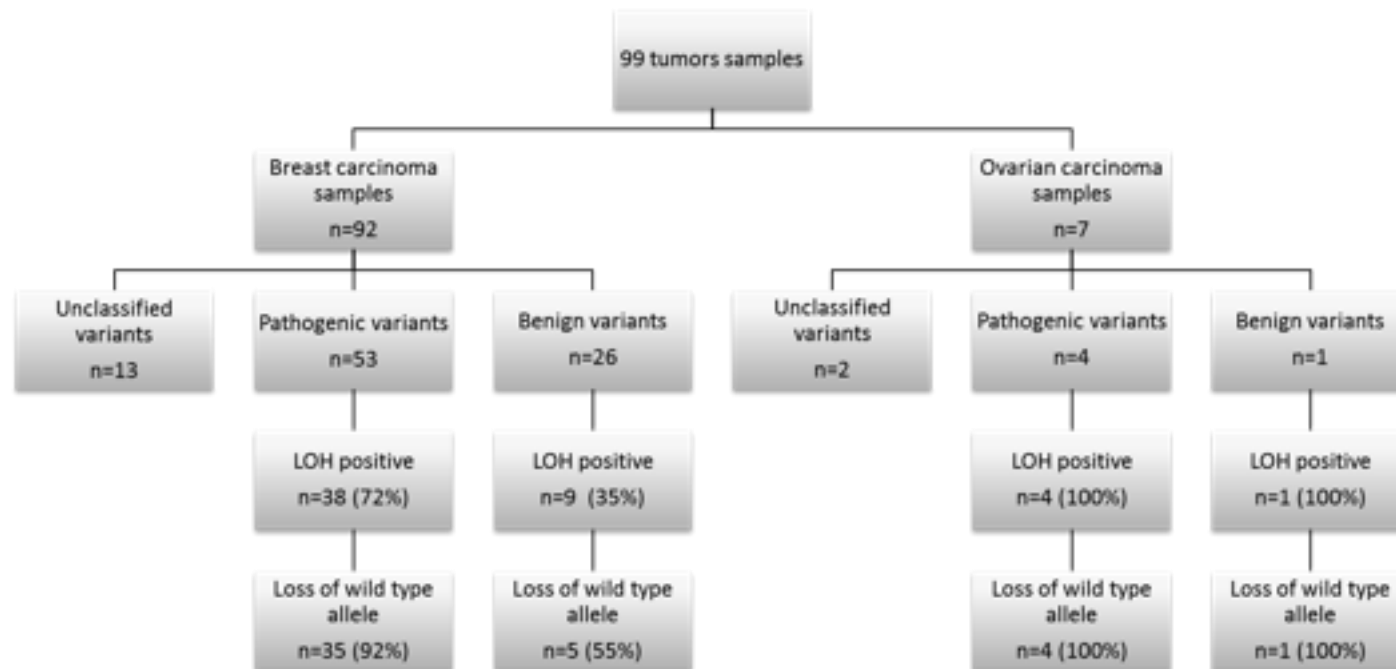 99 tumors samples
Breast carcinoma
samples
n=92
Ovarian carcinoma
samples
n=7
Unclassified
variants
n=13
Pathogenic variants
n=53
Benign variants
n=26
Unclassified
variants
n=2
Pathogenic variants
n=4
Benign variants
n=1
LOH positive
n=38 (72%)
LOH positive
n=9 (35%)
LOH positive
n=4 (100%)
LOH positive
n=1 (100%)
Loss of wild type
allele
n=35 (92%)
Loss of wild type
allele
n=5 (55%)
Loss of wild type
allele
n=4 (100%)
Loss of wild type
allele
n=1 (100%)